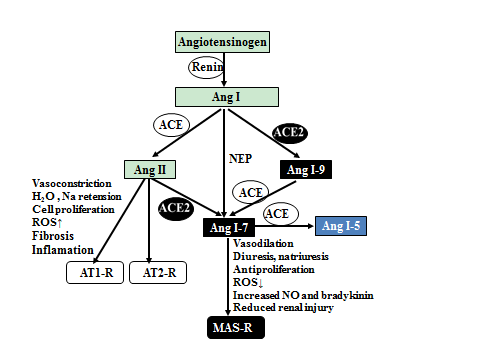 Angiotensinogen
Renin
Ang I
ACE
ACE2
NEP
Ang II
Ang I-9
Vasoconstriction
H₂O , Na retension
Cell proliferation
ROS↑
Fibrosis
Inflamation
ACE2
ACE
ACE
Ang I-7
Ang I-5
Vasodilation
Diuresis, natriuresis
Antiproliferation
ROS↓
Increased NO and bradykinin
Reduced renal injury
AT1-R
AT2-R
MAS-R